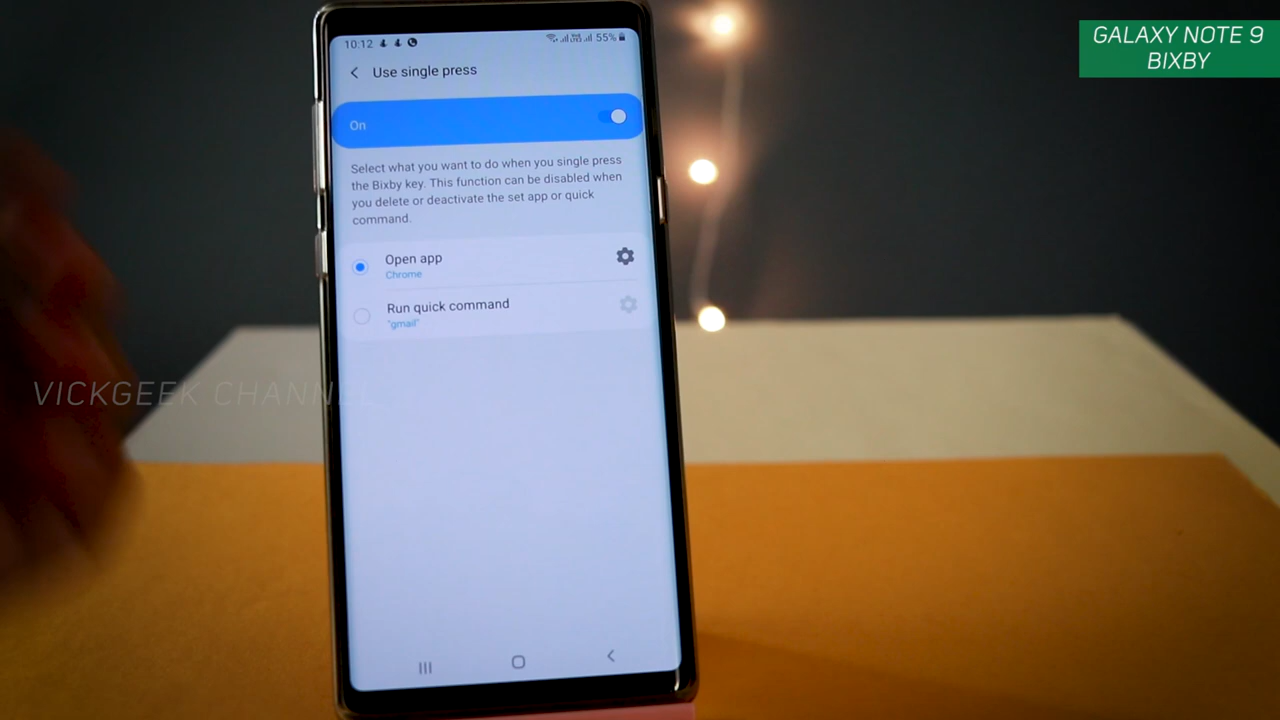 GALAXY NOTE 9
BIXBY
10:12
55%
Use single press
On
Select what you want to do when you single press
the Bixby key. This function can be disabled when
you delete or deactivate the set app or quick
command.
Open app
Chrome
Run quick command
"gmail"
VICKGEEK CHANNEL